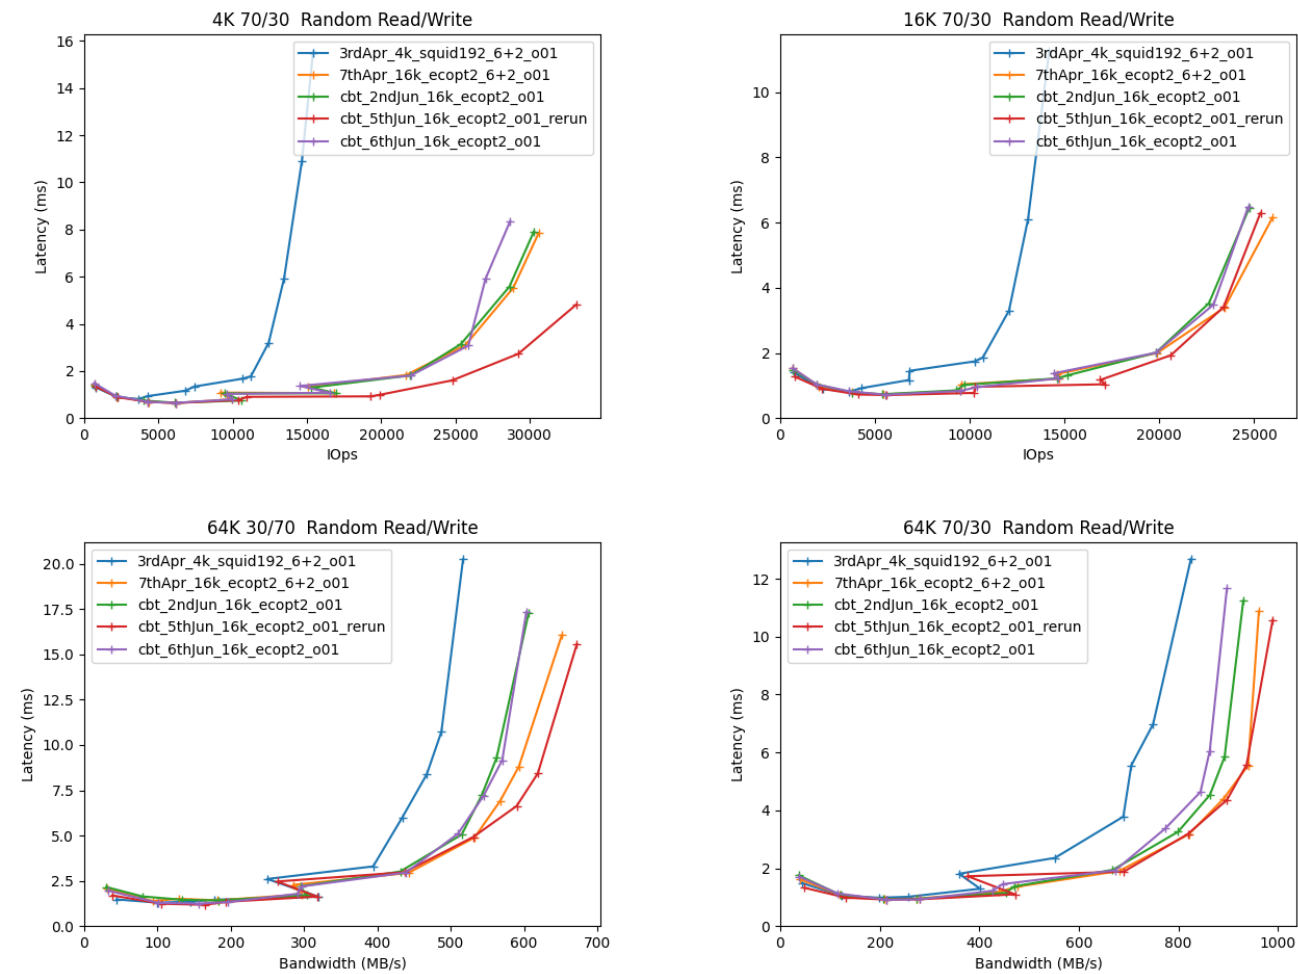 4K 70/30 Random Read/Write
16
14
12
10
8
6
4
2
0
Latency (ms)
3rdApr_4k_squid192_6+2_o01
7thApr_16k_ecopt2_6+2_o01
cbt_2ndJun_16k_ecopt2_o01
cbt_5thJun_16k_ecopt2_o01_rerun
cbt_6thJun_16k_ecopt2_o01
0 5000 10000 15000 20000 25000 30000
IOps
16K 70/30 Random Read/Write
10
8
6
4
2
0
Latency (ms)
3rdApr_4k_squid192_6+2_o01
7thApr_16k_ecopt2_6+2_o01
cbt_2ndJun_16k_ecopt2_o01
cbt_5thJun_16k_ecopt2_o01_rerun
cbt_6thJun_16k_ecopt2_o01
0 5000 10000 15000 20000 25000
IOps
64K 30/70 Random Read/Write
20.0
17.5
15.0
12.5
10.0
7.5
5.0
2.5
0.0
Latency (ms)
3rdApr_4k_squid192_6+2_o01
7thApr_16k_ecopt2_6+2_o01
cbt_2ndJun_16k_ecopt2_o01
cbt_5thJun_16k_ecopt2_o01_rerun
cbt_6thJun_16k_ecopt2_o01
0 100 200 300 400 500 600 700
Bandwidth (MB/s)
64K 70/30 Random Read/Write
12
10
8
6
4
2
0
Latency (ms)
3rdApr_4k_squid192_6+2_o01
7thApr_16k_ecopt2_6+2_o01
cbt_2ndJun_16k_ecopt2_o01
cbt_5thJun_16k_ecopt2_o01_rerun
cbt_6thJun_16k_ecopt2_o01
0 200 400 600 800 1000
Bandwidth (MB/s)